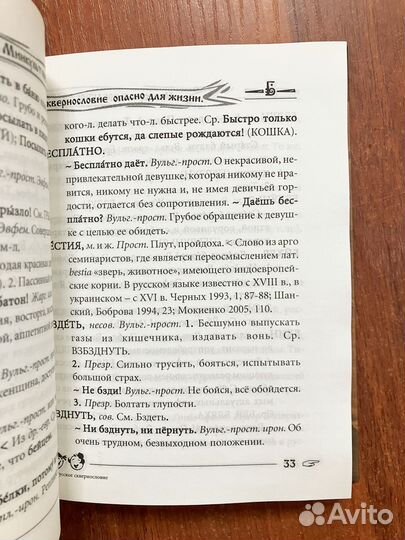 Минкульт
сквернословие опасно для жизни.
Б
кого-л. делать что-л. быстрее. Ср. Быстро только
кошки ебутся, да слепые рождаются! (КОШКА).
БЕСПЛА́ТНО.
~ Беспла́тно даёт. Вульг.-прост. О некрасивой, не-
привлекательной девушке, которая никому не нра-
вится, никому не нужна и, не имея девичьей гордо-
сти, отдается без сопротивления. ~ Даёшь бес-
пла́тно? Вульг.-прост. Грубое обращение к девуш-
ке с целью ее обидеть.
БЕСТИЯ, м. и ж. Прост. Плут, пройдоха. < Слово из арго
семинаристов, где является переосмыслением лат.
bestia «зверь, животное», имеющего индоевропей-
ские корни. В русском языке известно с XVIII в., в
украинском – с XVI в. Черных 1993, 1, 87-88; Шан-
ский, Боброва 1994, 23; Мокиенко 2005, 110.
БЗДЕТЬ, несов. Вульг.-прост. 1. Бесшумно выпускать
газы из кишечника, издавать вонь. Ср.
ВЗБЗДНУТЬ.
2. Презр. Сильно трусить, бояться, испытывать
большой страх.
~ Не бзди! Вульг.-прост. Не бойся, всё обойдется.
3. Презр. Болтать глупости.
БЗДНУТЬ, сов. См. Бздеть.
~ Ни бзднуть, ни пёрнуть. Вульг.-прост. ирон. Об
очень трудном, безвыходном положении.
33
русское сквернословие
Avito